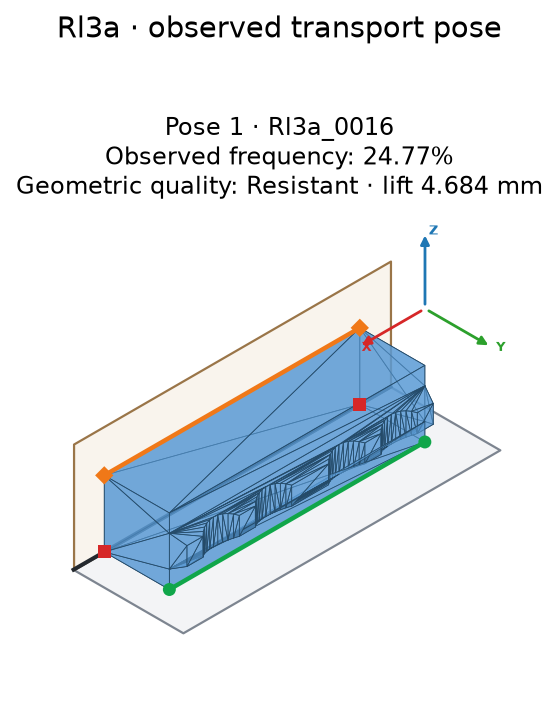 Rl3a · observed transport pose
Pose 1 · Rl3a_0016
Observed frequency: 24.77%
Geometric quality: Resistant · lift 4.684 mm
Z
X
Y